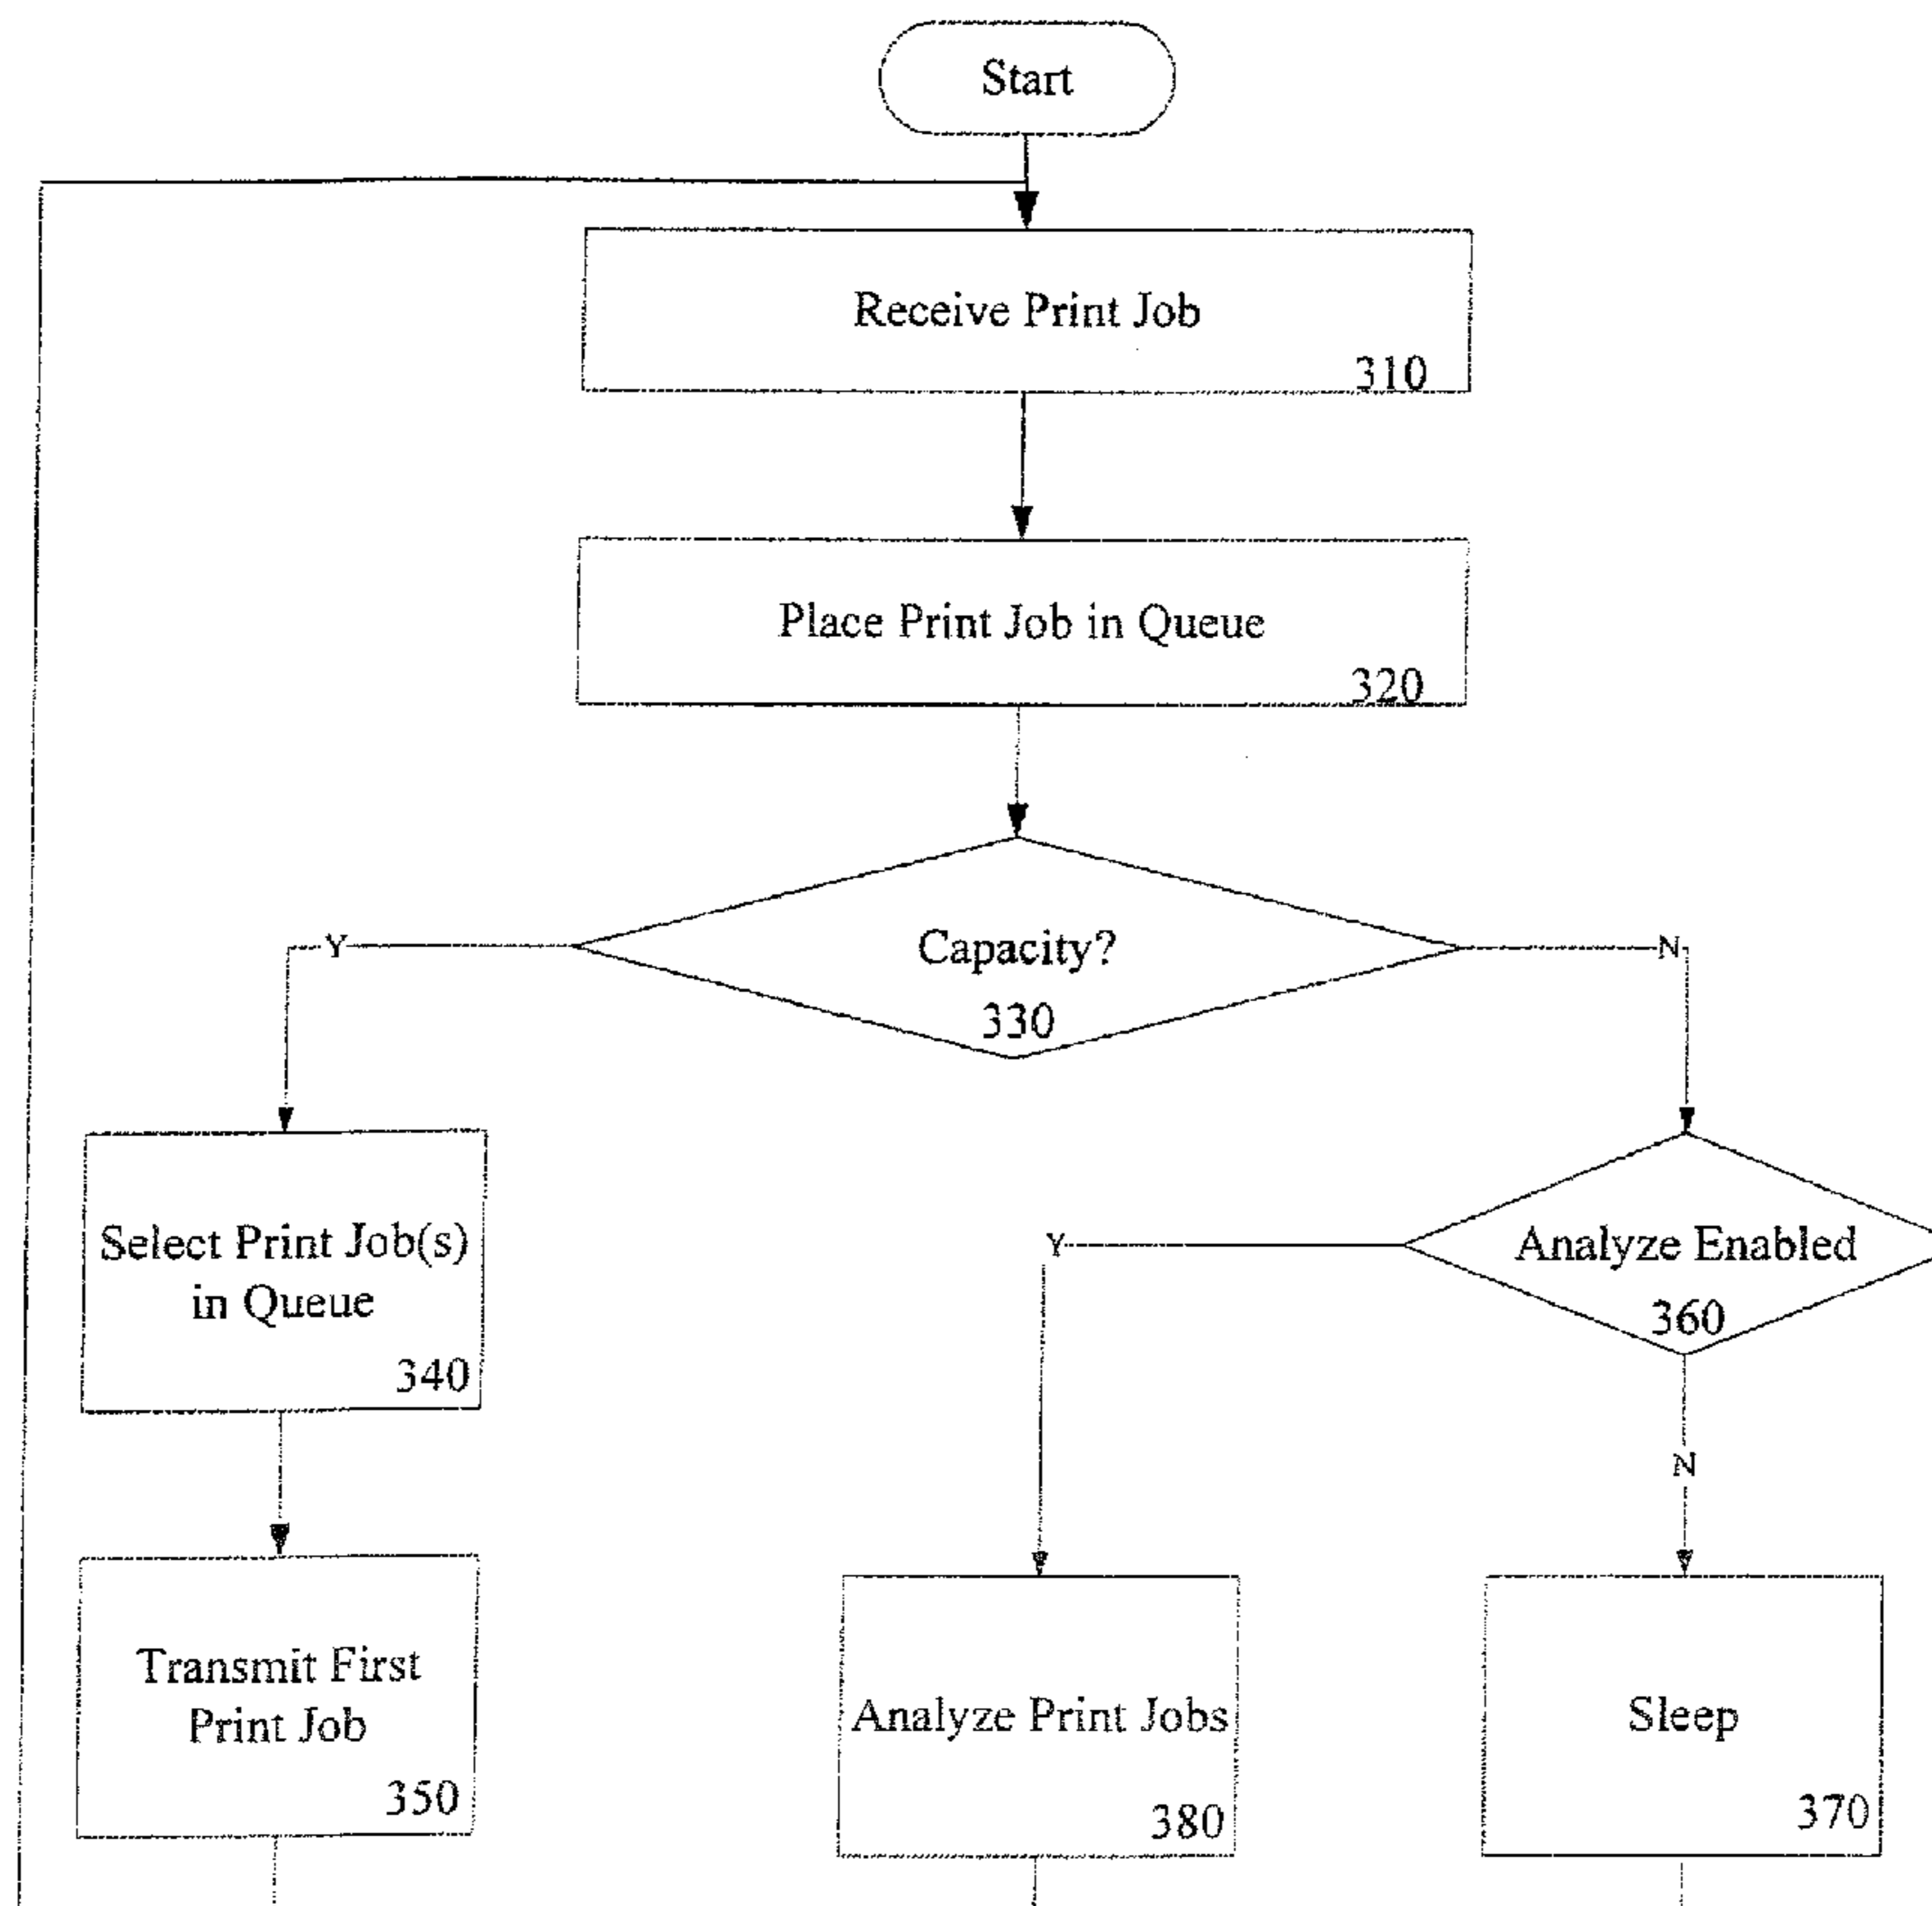 Start
Receive Print Job
310
Place Print Job in Queue
320
Capacity?
330
Y
N
Select Print Job(s)
in Queue
340
Analyze Enabled
360
Y
N
Transmit First
Print Job
350
Analyze Print Jobs
380
Sleep
370